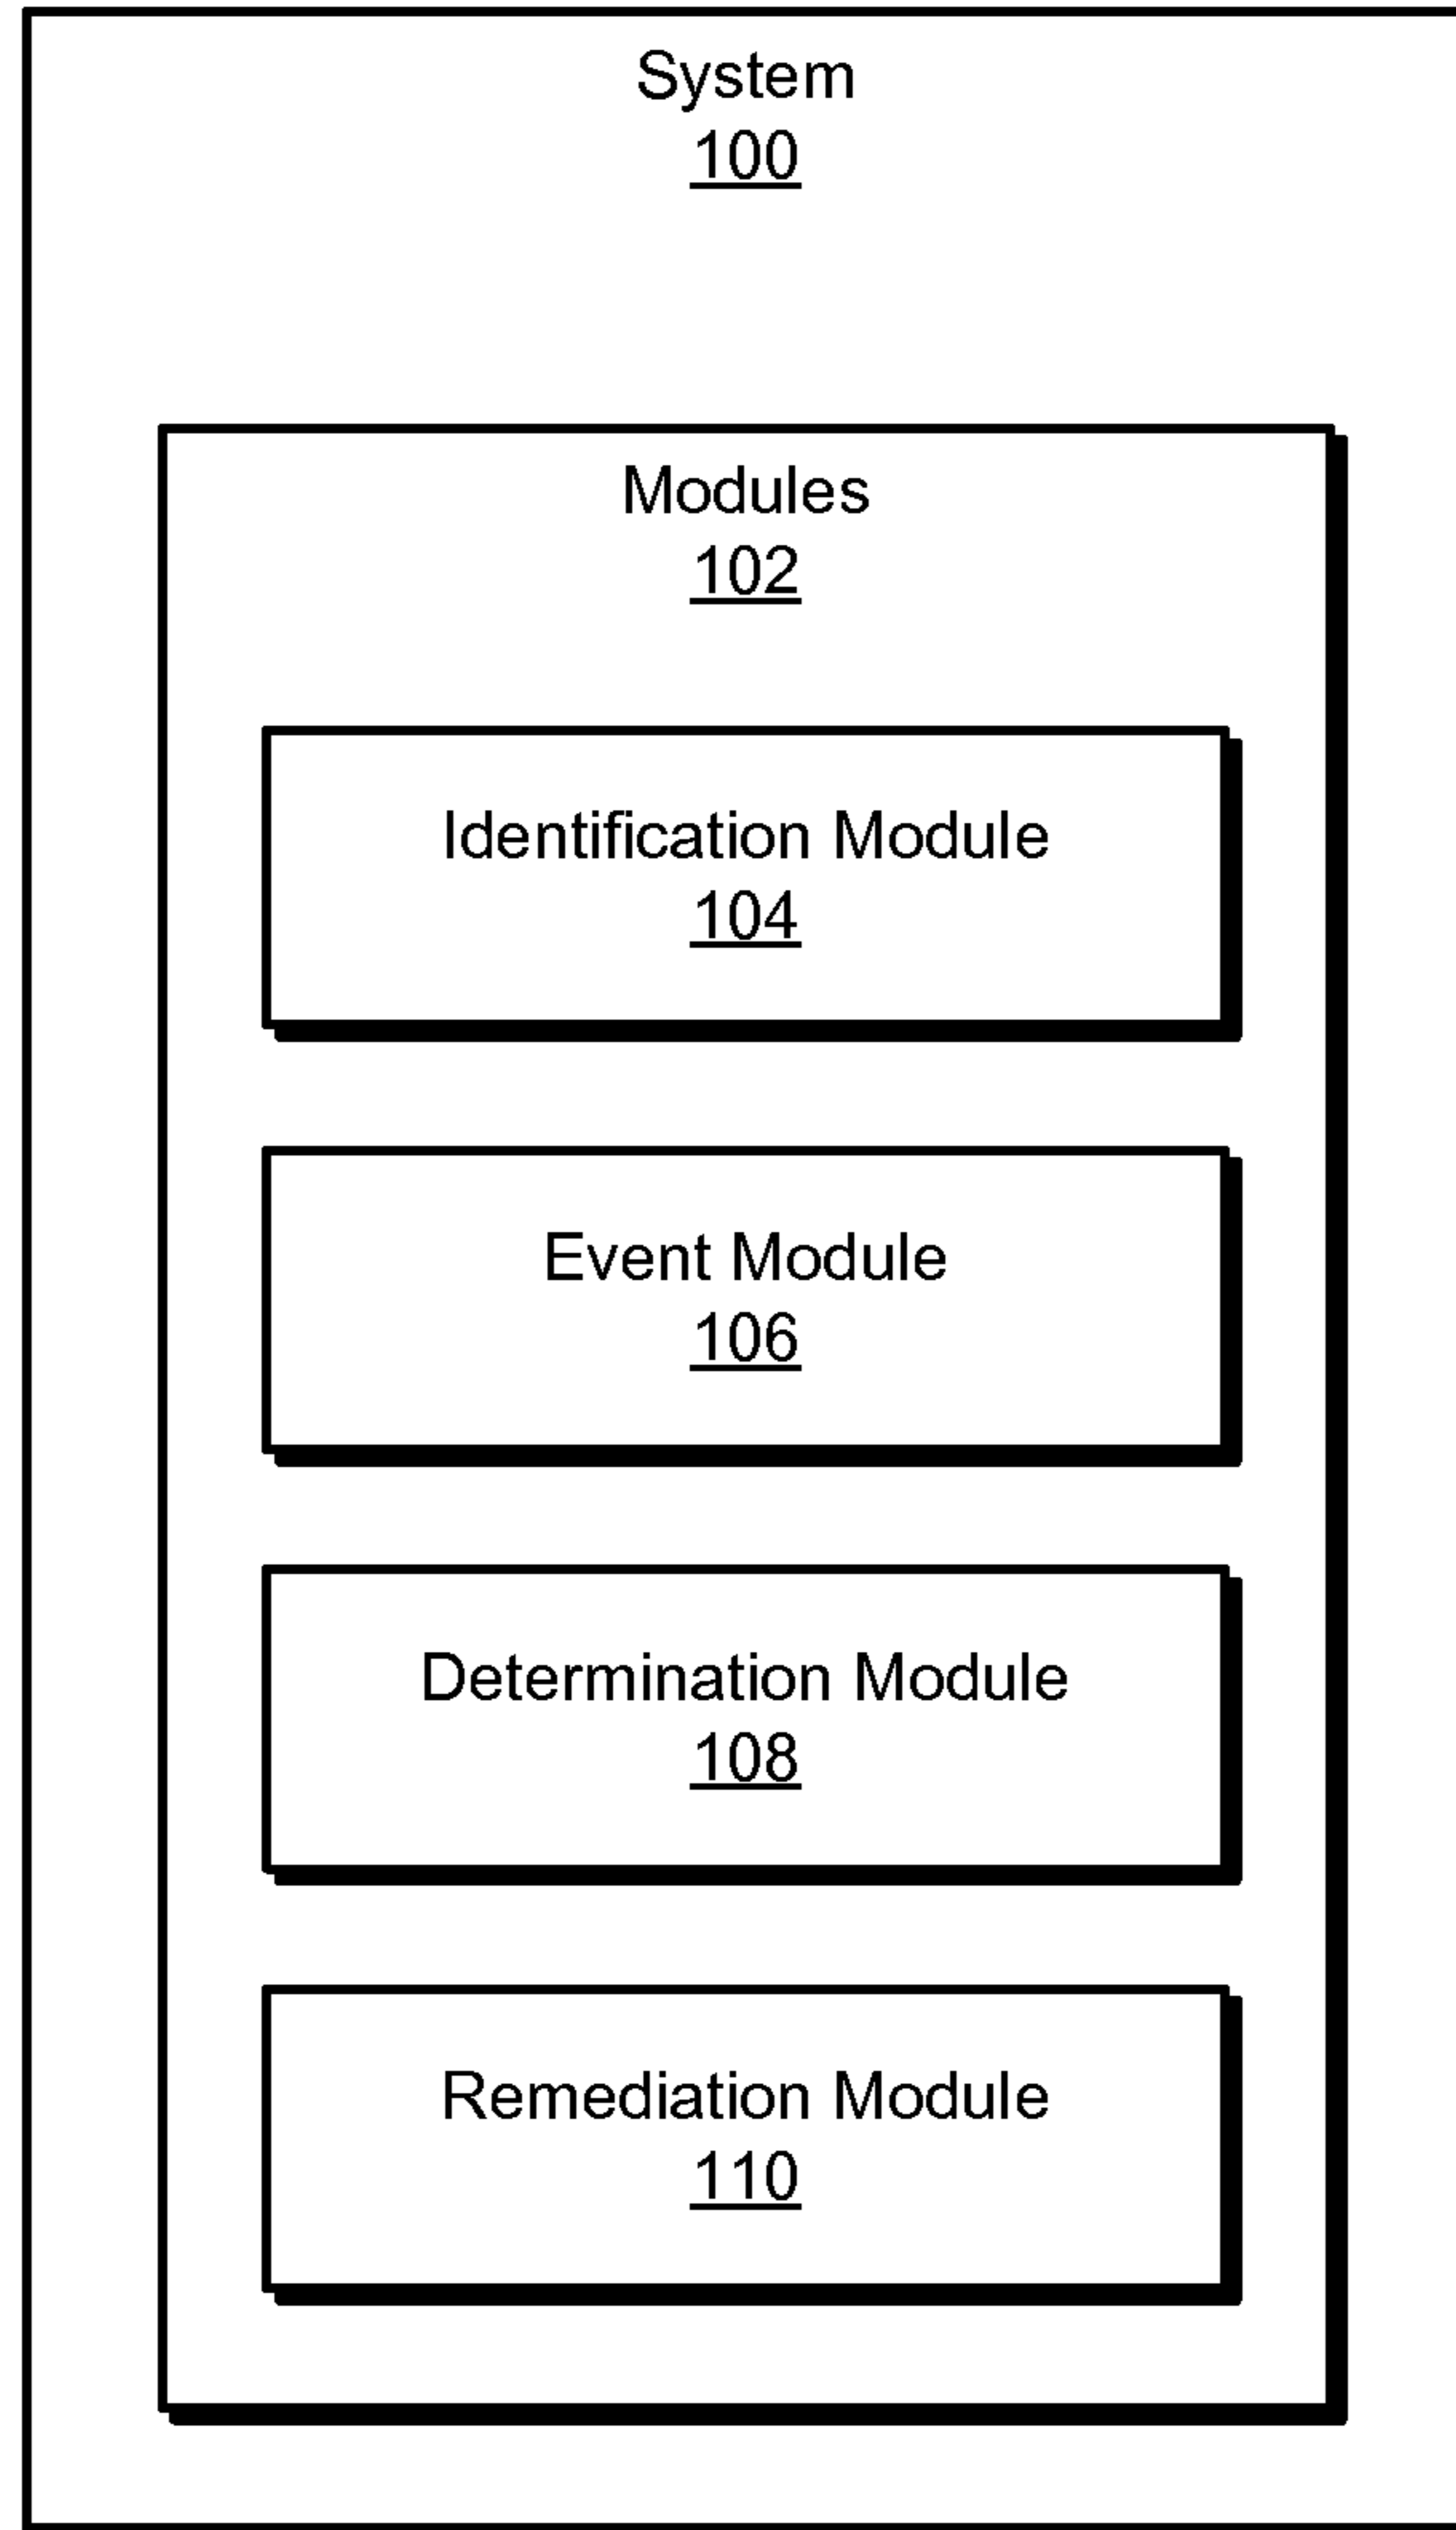 System
100
Modules
102
Identification Module
104
Event Module
106
Determination Module
108
Remediation Module
110